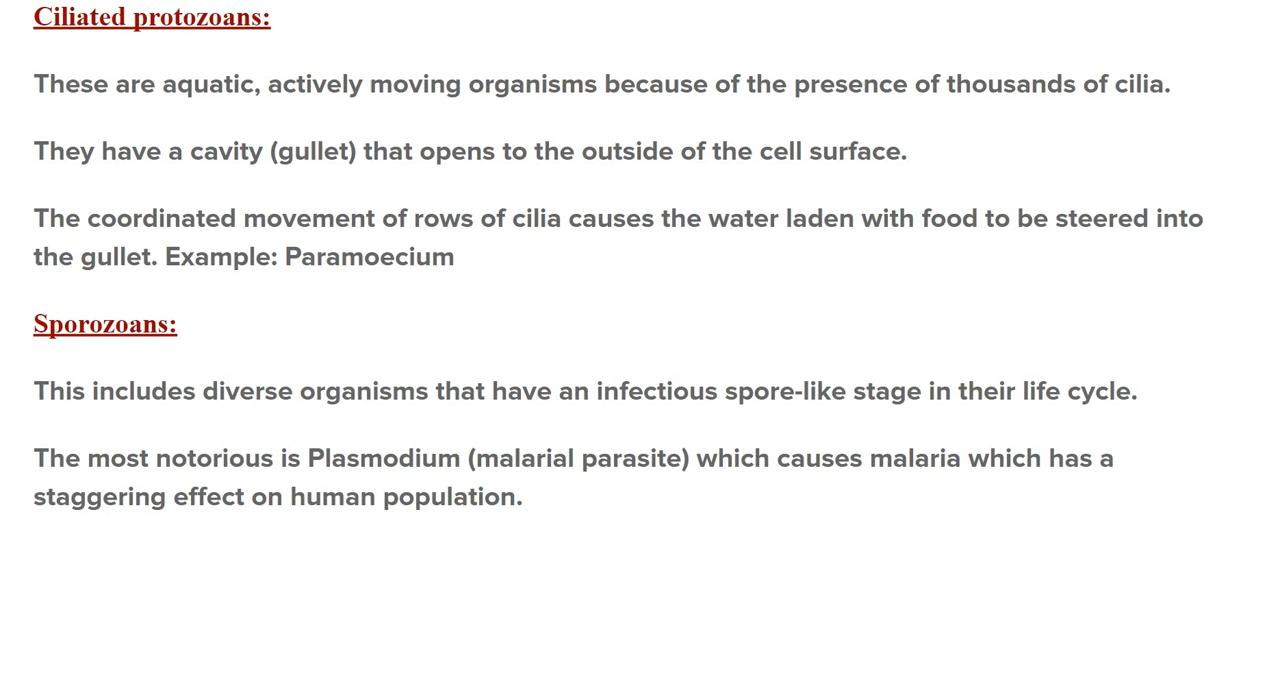 Ciliated protozoans:
These are aquatic, actively moving organisms because of the presence of thousands of cilia.
They have a cavity (gullet) that opens to the outside of the cell surface.
The coordinated movement of rows of cilia causes the water laden with food to be steered into
the gullet. Example: Paramoecium
Sporozoans:
This includes diverse organisms that have an infectious spore-like stage in their life cycle.
The most notorious is Plasmodium (malarial parasite) which causes malaria which has a
staggering effect on human population.